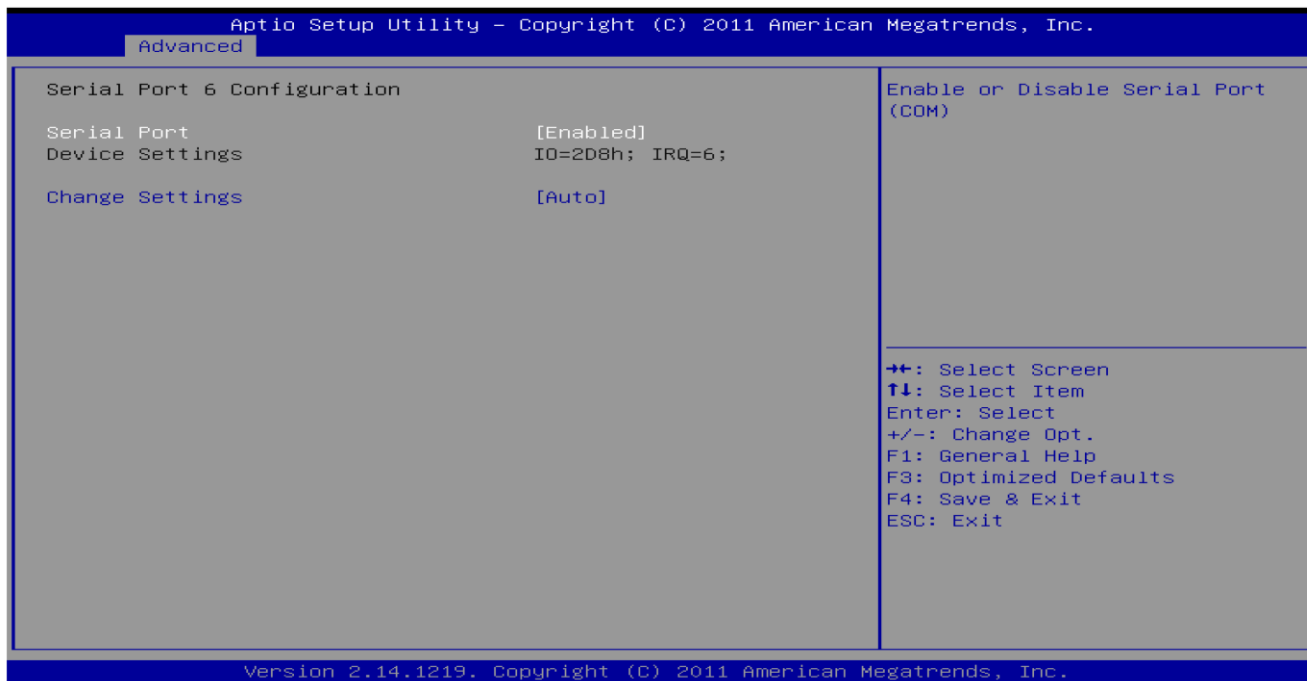 Aptio Setup Utility – Copyright (C) 2011 American Megatrends, Inc.
Advanced
Serial Port 6 Configuration
Serial Port [Enabled]
Device Settings IO=2D8h; IRQ=6;
Change Settings [Auto]
Enable or Disable Serial Port
(COM)
→←: Select Screen
↑↓: Select Item
Enter: Select
+/-: Change Opt.
F1: General Help
F3: Optimized Defaults
F4: Save & Exit
ESC: Exit
Version 2.14.1219. Copyright (C) 2011 American Megatrends, Inc.